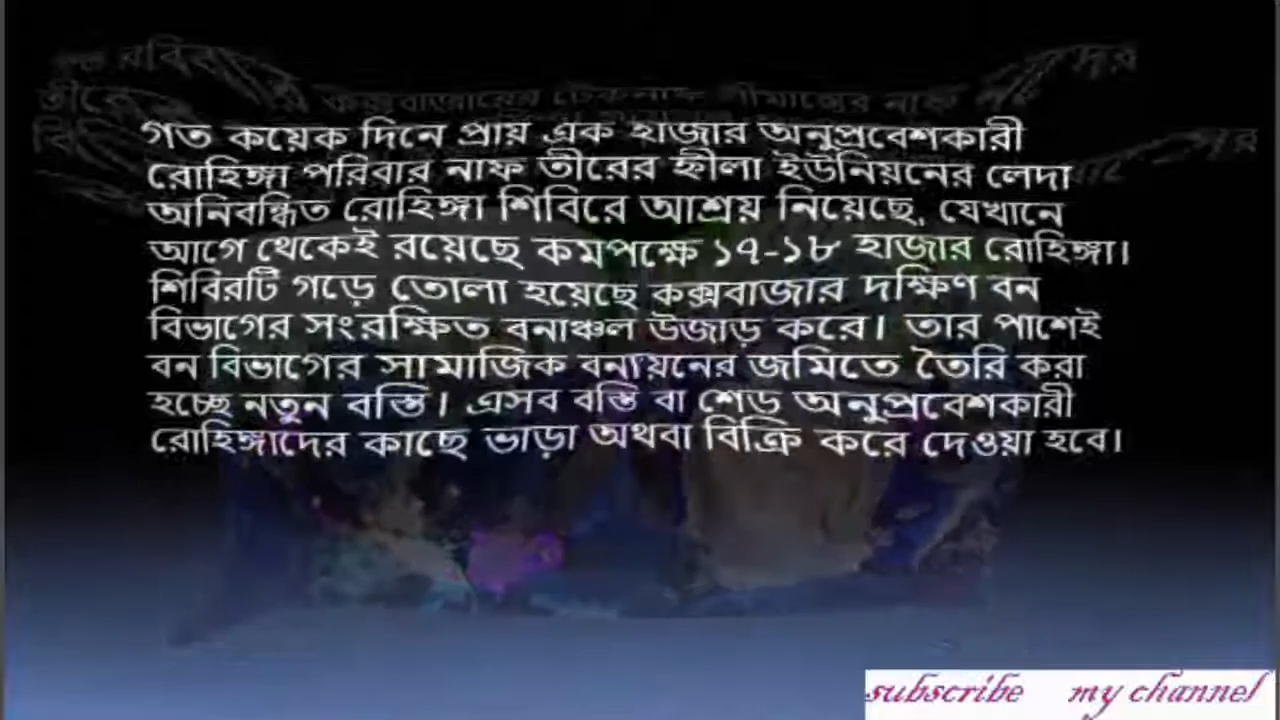 গত কয়েক দিনে প্রায় এক হাজার অনুপ্রবেশকারী
রোহিঙ্গা পরিবার নাফ তীরের হ্নীলা ইউনিয়নের লেদা
অনিবন্ধিত রোহিঙ্গা শিবিরে আশ্রয় নিয়েছে, যেখানে
আগে থেকেই রয়েছে কমপক্ষে ১৭-১৮ হাজার রোহিঙ্গা।
শিবিরটি গড়ে তোলা হয়েছে কক্সবাজার দক্ষিণ বন
বিভাগের সংরক্ষিত বনাঞ্চল উজাড় করে। তার পাশেই
বন বিভাগের সামাজিক বনায়নের জমিতে তৈরি করা
হচ্ছে নতুন বস্তি। এসব বস্তি বা শেড অনুপ্রবেশকারী
রোহিঙ্গাদের কাছে ভাড়া অথবা বিক্রি করে দেওয়া হবে।
subscribe my channel